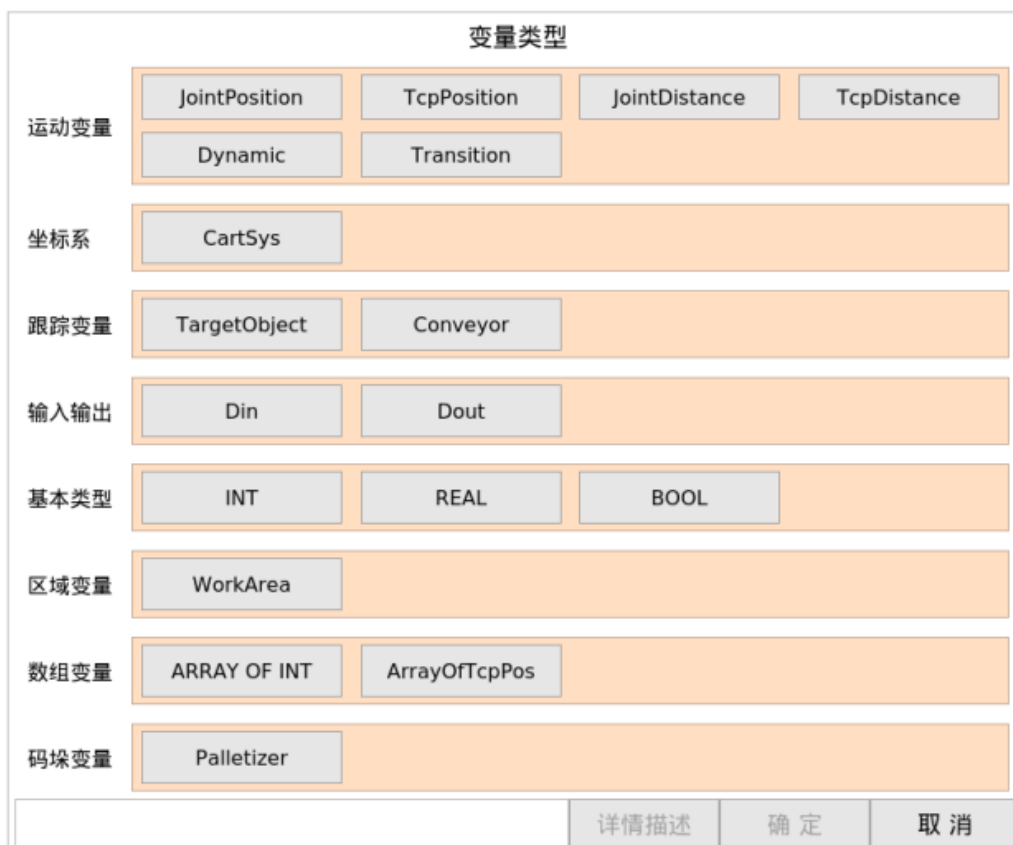 变量类型
运动变量
JointPosition TcpPosition JointDistance TcpDistance
Dynamic Transition
坐标系 CartSys
跟踪变量 TargetObject Conveyor
输入输出 Din Dout
基本类型 INT REAL BOOL
区域变量 WorkArea
数组变量 ARRAY OF INT ArrayOfTcpPos
码垛变量 Palletizer
详情描述 确 定 取 消